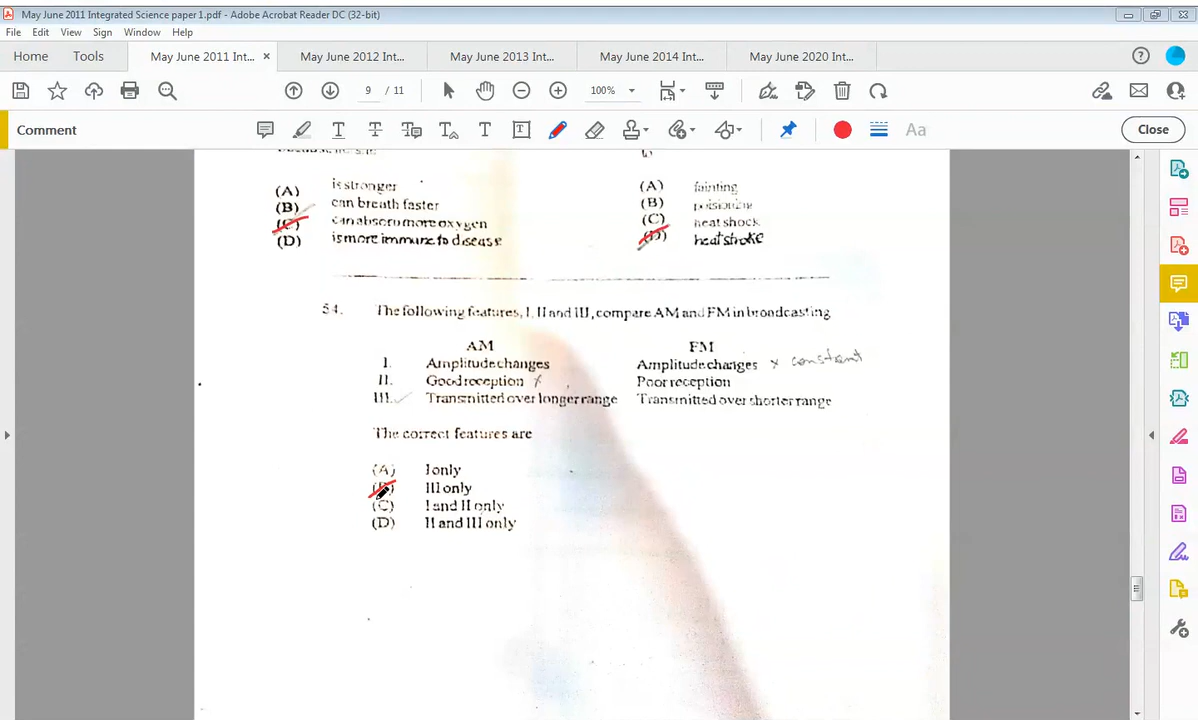 May June 2011 Integrated Science paper 1.pdf - Adobe Acrobat Reader DC (32-bit)
File Edit View Sign Window Help
Home Tools May June 2011 Int... × May June 2012 Int... May June 2013 Int... May June 2014 Int... May June 2020 Int...
9 / 11 100%
Comment Close
(A) is stronger
(B) can breath faster
(C) can absorb more oxygen
(D) is more immune to disease
to
(A) fainting
(B) poisioning
(C) heat shock
(D) heat stroke
54. The following features, I, II and III, compare AM and FM in broadcasting
AM FM
I. Amplitude changes Amplitude changes x constant
II. Good reception x Poor reception
III. Transmitted over longer range Transmitted over shorter range
The correct features are
(A) I only
(B) III only
(C) I and II only
(D) II and III only